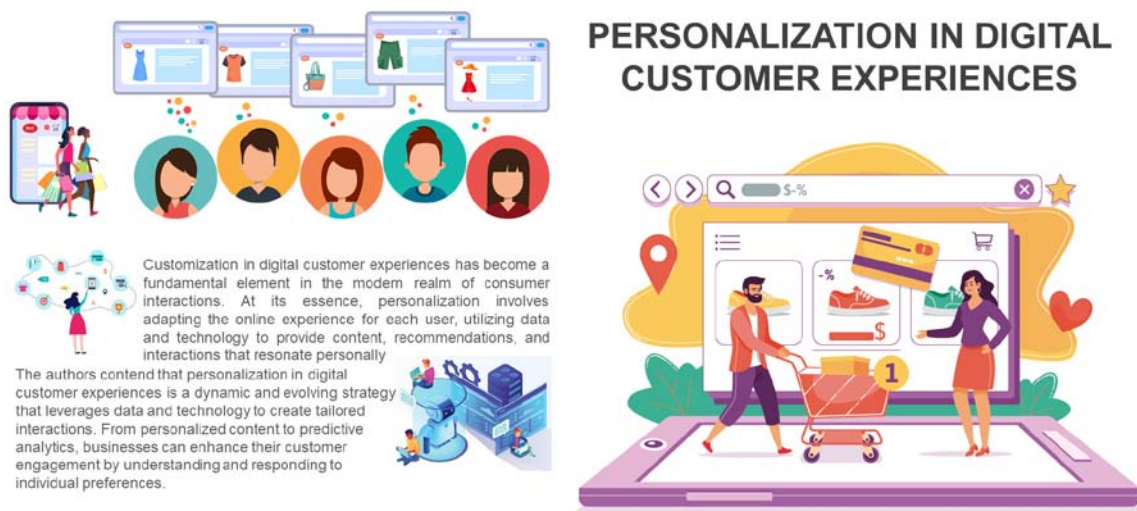 PERSONALIZATION IN DIGITAL
CUSTOMER EXPERIENCES
Customization in digital customer experiences has become a
fundamental element in the modern realm of consumer
interactions. At its essence, personalization involves
adapting the online experience for each user, utilizing data
and technology to provide content, recommendations, and
interactions that resonate personally
The authors contend that personalization in digital
customer experiences is a dynamic and evolving strategy
that leverages data and technology to create tailored
interactions. From personalized content to predictive
analytics, businesses can enhance their customer
engagement by understanding and responding to
individual preferences.
$-%
-%
$
1